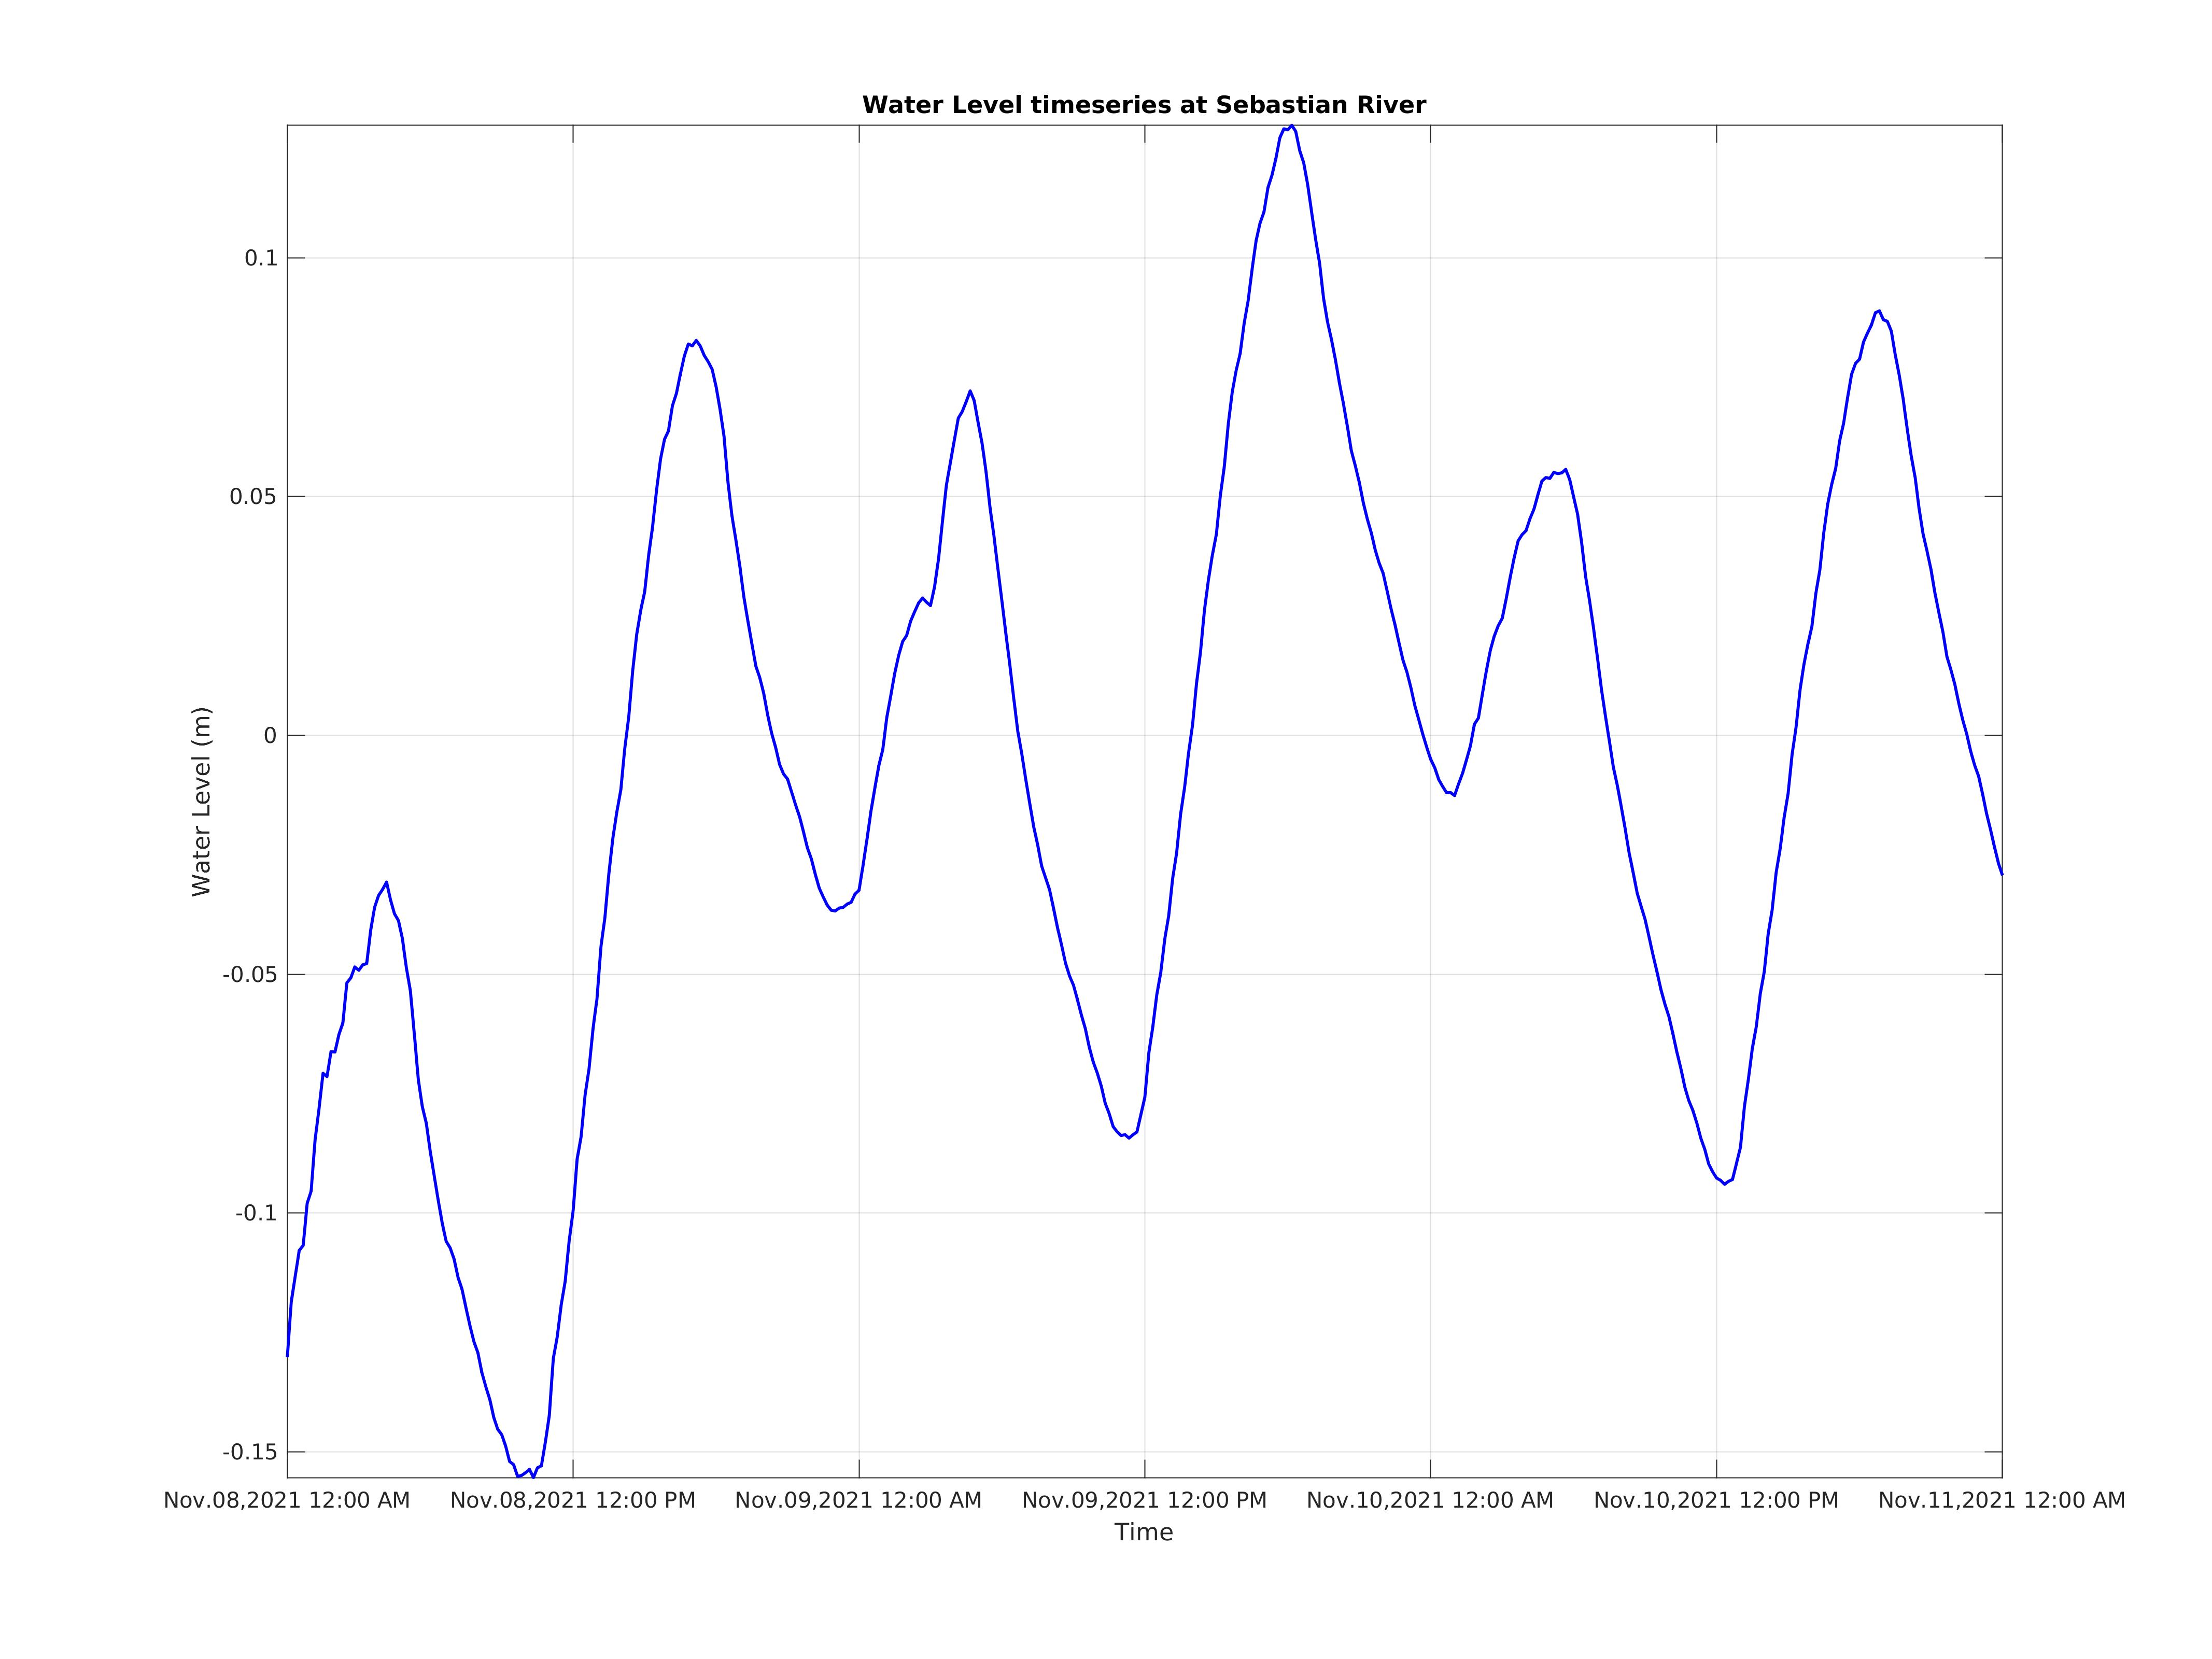 Water Level timeseries at Sebastian River
0.1
0.05
0
-0.05
-0.1
-0.15
Water Level (m)
Nov.08,2021 12:00 AM Nov.08,2021 12:00 PM Nov.09,2021 12:00 AM Nov.09,2021 12:00 PM Nov.10,2021 12:00 AM Nov.10,2021 12:00 PM Nov.11,2021 12:00 AM
Time